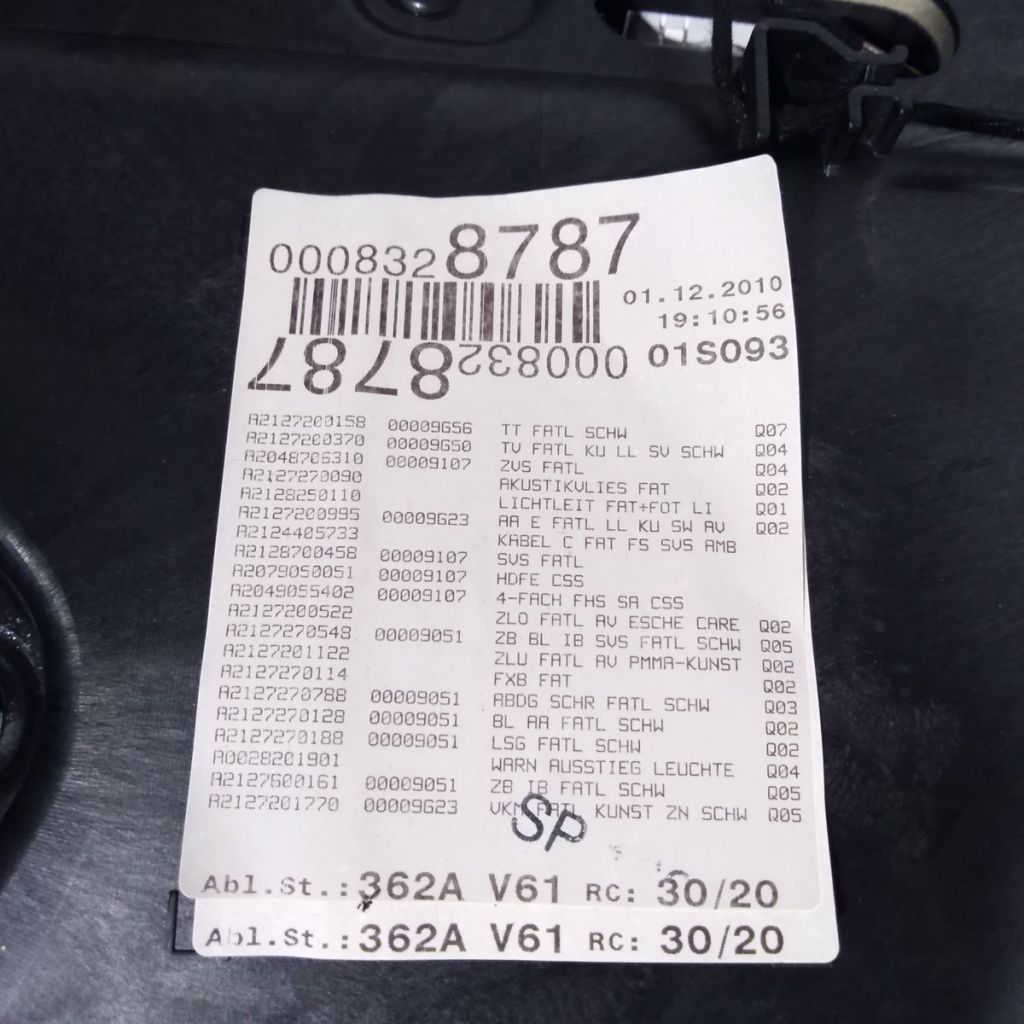 0008328787
01.12.2010
19:10:56
0008328787
01S093
A2127200158 00009656 TT FATL SCHW Q07
A2127200370 00009650 TV FATL KU LL SV SCHW Q04
A2048706310 00009107 ZVS FATL Q04
A2127270090 AKUSTIKVLIES FAT Q02
A2128250110 LICHTLEIT FAT+FOT LI Q01
A2127200995 00009623 AA E FATL LL KU SW AV Q02
A2124405733 KABEL C FAT FS SVS AMB
A2128700458 00009107 SVS FATL
A2079050051 00009107 HDFE CSS
A2049055402 00009107 4-FACH FHS SA CSS
A2127200522 ZLO FATL AV ESCHE CARE Q02
A2127270548 00009051 ZB BL IB SVS FATL SCHW Q05
A2127201122 ZLU FATL AV PMMA-KUNST Q02
A2127270114 FXB FAT Q02
A2127270788 00009051 ABDG SCHR FATL SCHW Q03
A2127270128 00009051 BL AA FATL SCHW Q02
A2127270188 00009051 LSG FATL SCHW Q02
A0028201901 WARN AUSSTIEG LEUCHTE Q04
A2127600161 00009051 ZB IB FATL SCHW Q05
A2127201770 00009623 VKM FATL KUNST ZN SCHW Q05
SP
Abl.St.:362A V61 RC: 30/20
Abl.St.:362A V61 RC: 30/20